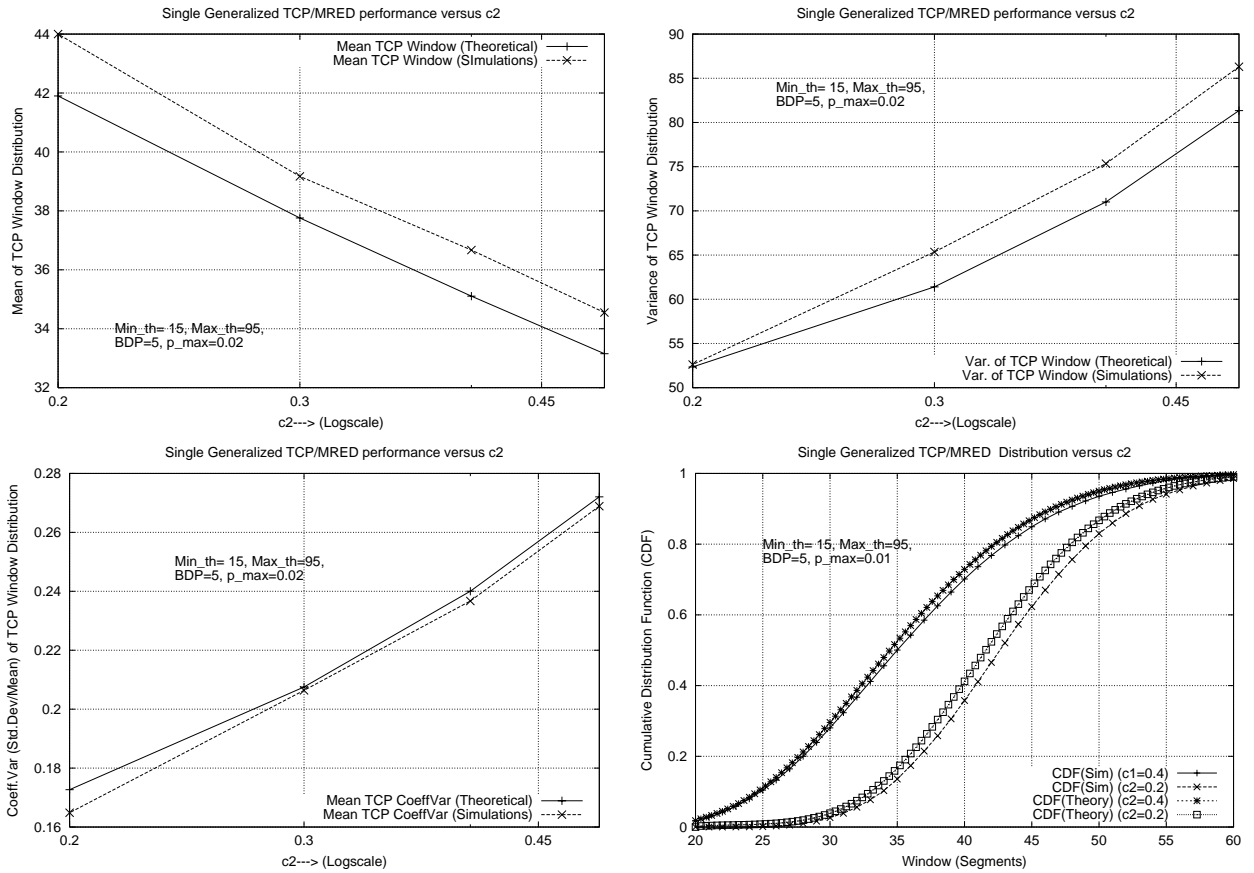 Single Generalized TCP/MRED performance versus c2
44
42
40
38
36
34
32
Mean of TCP Window Distribution
Mean TCP Window (Theoretical)
Mean TCP Window (SImulations)
Min_th= 15, Max_th=95,
BDP=5, p_max=0.02
0.2 0.3 0.45
c2---> (Logscale)
Single Generalized TCP/MRED performance versus c2
90
85
80
75
70
65
60
55
50
Variance of TCP Window Distribution
Min_th= 15, Max_th=95,
BDP=5, p_max=0.02
Var. of TCP Window (Theoretical)
Var. of TCP Window (Simulations)
0.2 0.3 0.45
c2--->(Logscale)
Single Generalized TCP/MRED performance versus c2
0.28
0.26
0.24
0.22
0.2
0.18
0.16
Coeff.Var (Std.Dev/Mean) of TCP Window Distribution
Min_th= 15, Max_th=95,
BDP=5, p_max=0.02
Mean TCP CoeffVar (Theoretical)
Mean TCP CoeffVar (Simulations)
0.2 0.3 0.45
c2---> (Logscale)
Single Generalized TCP/MRED Distribution versus c2
1
0.8
0.6
0.4
0.2
0
Cumulative Distribution Function (CDF)
Min_th= 15, Max_th=95,
BDP=5, p_max=0.01
CDF(Sim) (c1=0.4)
CDF(Sim) (c2=0.2)
CDF(Theory) (c2=0.4)
CDF(Theory) (c2=0.2)
20 25 30 35 40 45 50 55 60
Window (Segments)